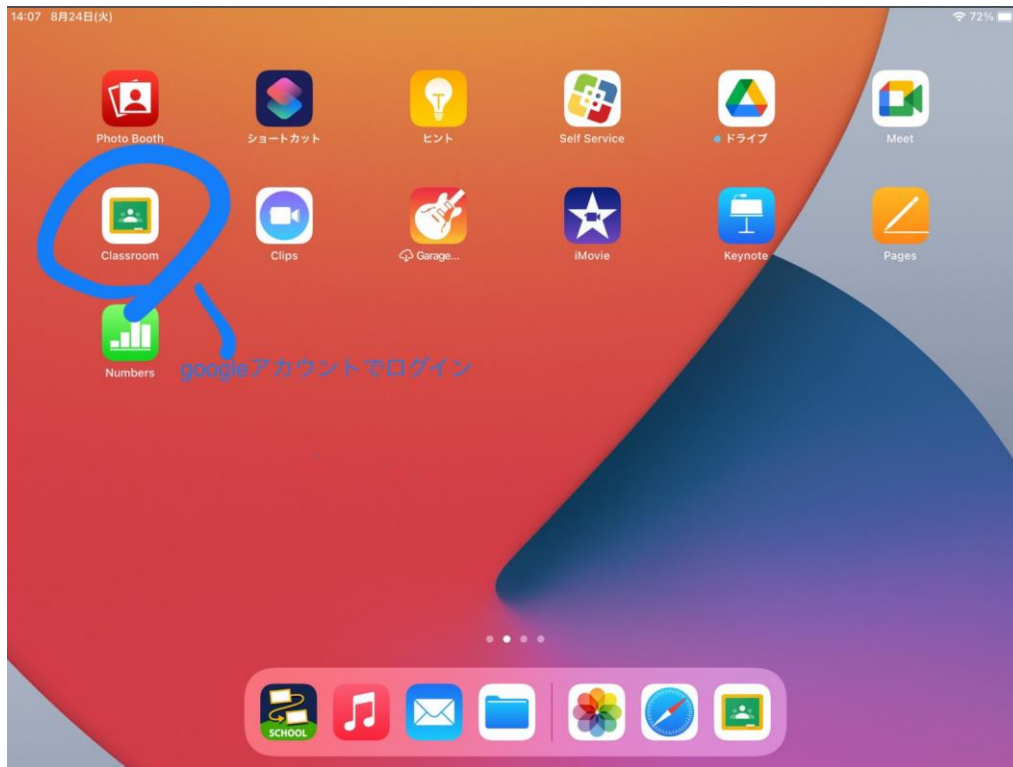 14:07 8月24日(火) 72%
Photo Booth ショートカット ヒント Self Service ドライブ Meet
Classroom Clips Garage... iMovie Keynote Pages
Numbers
googleアカウントでログイン
SCHOOL